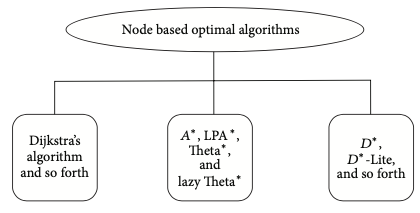 Node based optimal algorithms
Dijkstra's
algorithm
and so forth
A*, LPA*,
Theta*,
and
lazy Theta*
D*,
D*-Lite,
and so forth